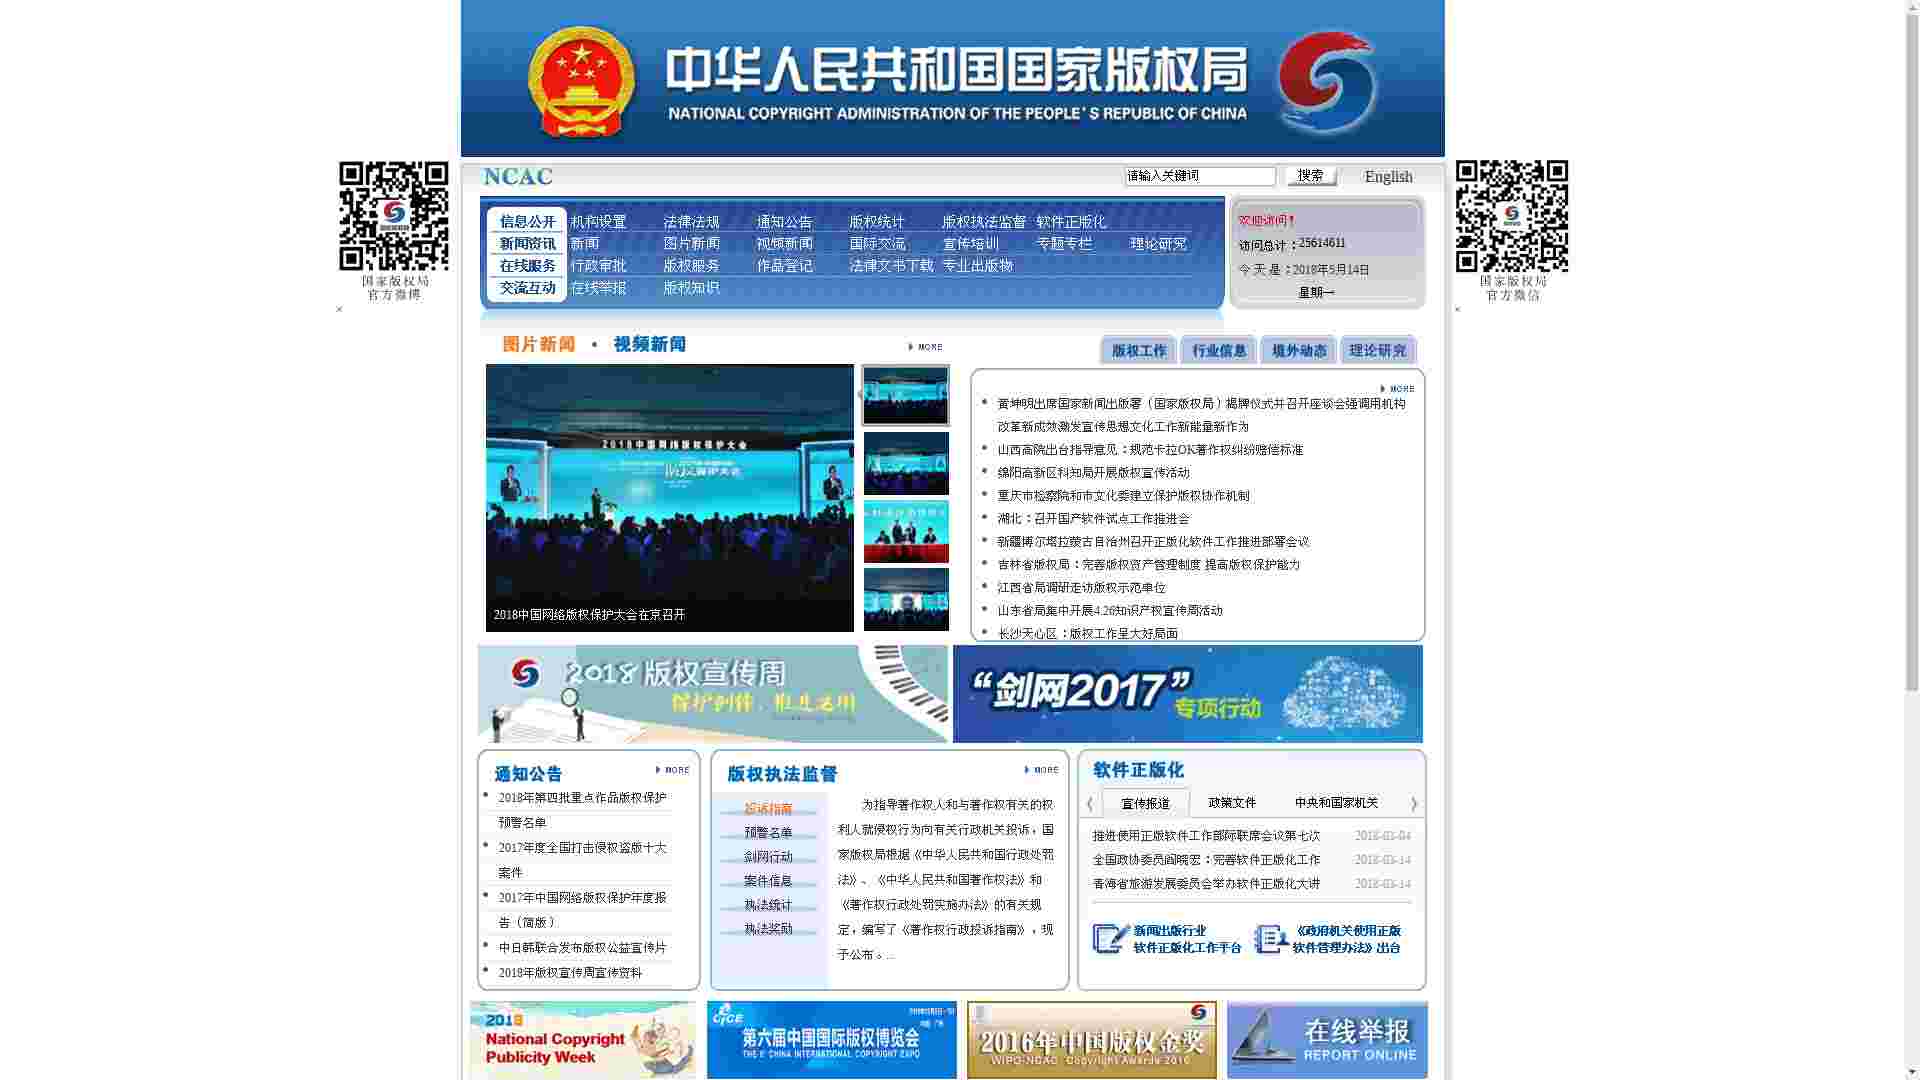 中华人民共和国国家版权局
NATIONAL COPYRIGHT ADMINISTRATION OF THE PEOPLE'S REPUBLIC OF CHINA
国家版权局
官方微博
×
国家版权局
官方微信
×
NCAC
请输入关键词
搜索
English
信息公开 机构设置 法律法规 通知公告 版权统计 版权执法监督 软件正版化
新闻资讯 新闻 图片新闻 视频新闻 国际交流 宣传培训 专题专栏 理论研究
在线服务 行政审批 版权服务 作品登记 法律文书下载 专业出版物
交流互动 在线举报 版权知识
欢迎访问！
访问总计：25614611
今天是：2018年5月14日
星期一
图片新闻 · 视频新闻
MORE
2018中国网络版权保护大会
2018中国网络版权保护大会在京召开
版权工作 行业信息 境外动态 理论研究
MORE
黄坤明出席国家新闻出版署（国家版权局）揭牌仪式并召开座谈会强调用机构
改革新成效激发宣传思想文化工作新能量新作为
山西高院出台指导意见：规范卡拉OK著作权纠纷赔偿标准
绵阳高新区科知局开展版权宣传活动
重庆市检察院和市文化委建立保护版权协作机制
湖北：召开国产软件试点工作推进会
新疆博尔塔拉蒙古自治州召开正版化软件工作推进部署会议
吉林省版权局：完善版权资产管理制度 提高版权保护能力
江西省局调研走访版权示范单位
山东省局集中开展4.26知识产权宣传周活动
长沙天心区：版权工作呈大好局面
2018版权宣传周
保护创作、推进运用
“剑网2017”
专项行动
通知公告
MORE
2018年第四批重点作品版权保护
预警名单
2017年度全国打击侵权盗版十大
案件
2017年中国网络版权保护年度报
告（简版）
中日韩联合发布版权公益宣传片
2018年版权宣传周宣传资料
版权执法监督
MORE
投诉指南
预警名单
剑网行动
案件信息
执法统计
执法奖励
为指导著作权人和与著作权有关的权
利人就侵权行为向有关行政机关投诉，国
家版权局根据《中华人民共和国行政处罚
法》、《中华人民共和国著作权法》和
《著作权行政处罚实施办法》的有关规
定，编写了《著作权行政投诉指南》，现
予公布。...
软件正版化
宣传报道 政策文件 中央和国家机关
推进使用正版软件工作部际联席会议第七次 2018-03-04
全国政协委员阎晓宏：完善软件正版化工作 2018-03-14
青海省旅游发展委员会举办软件正版化大讲 2018-03-14
新闻出版行业
软件正版化工作平台
《政府机关使用正版
软件管理办法》出台
2018
National Copyright
Publicity Week
CICE
第六届中国国际版权博览会
THE 6th CHINA INTERNATIONAL COPYRIGHT EXPO
2016年中国版权金奖
WIPO-NCAC Copyright Awards 2016
在线举报
REPORT ONLINE